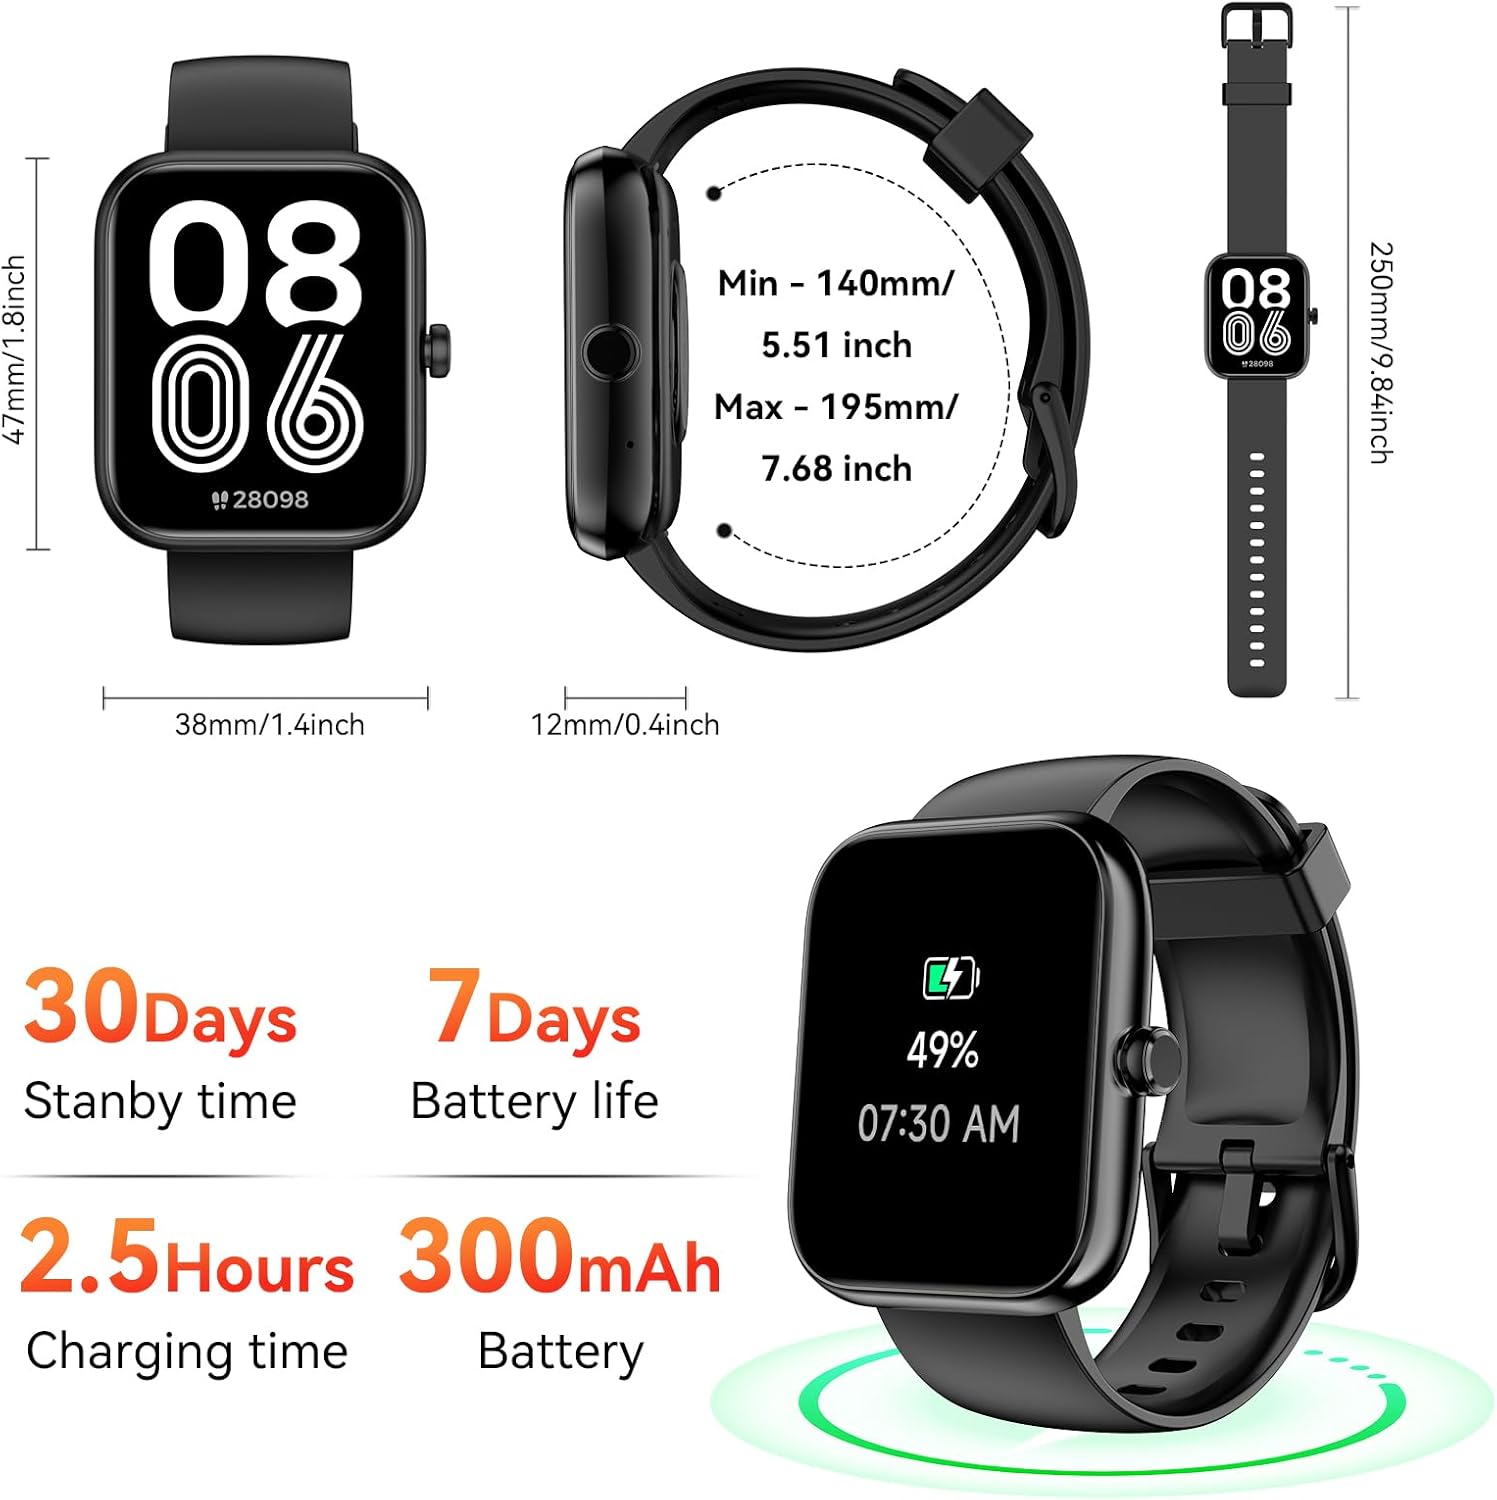 08
06
28098
47mm/1.8inch
38mm/1.4inch
Min - 140mm/
5.51 inch
Max - 195mm/
7.68 inch
12mm/0.4inch
08
06
28098
250mm/9.84inch
30Days
Stanby time
7Days
Battery life
2.5Hours
Charging time
300mAh
Battery
49%
07:30 AM